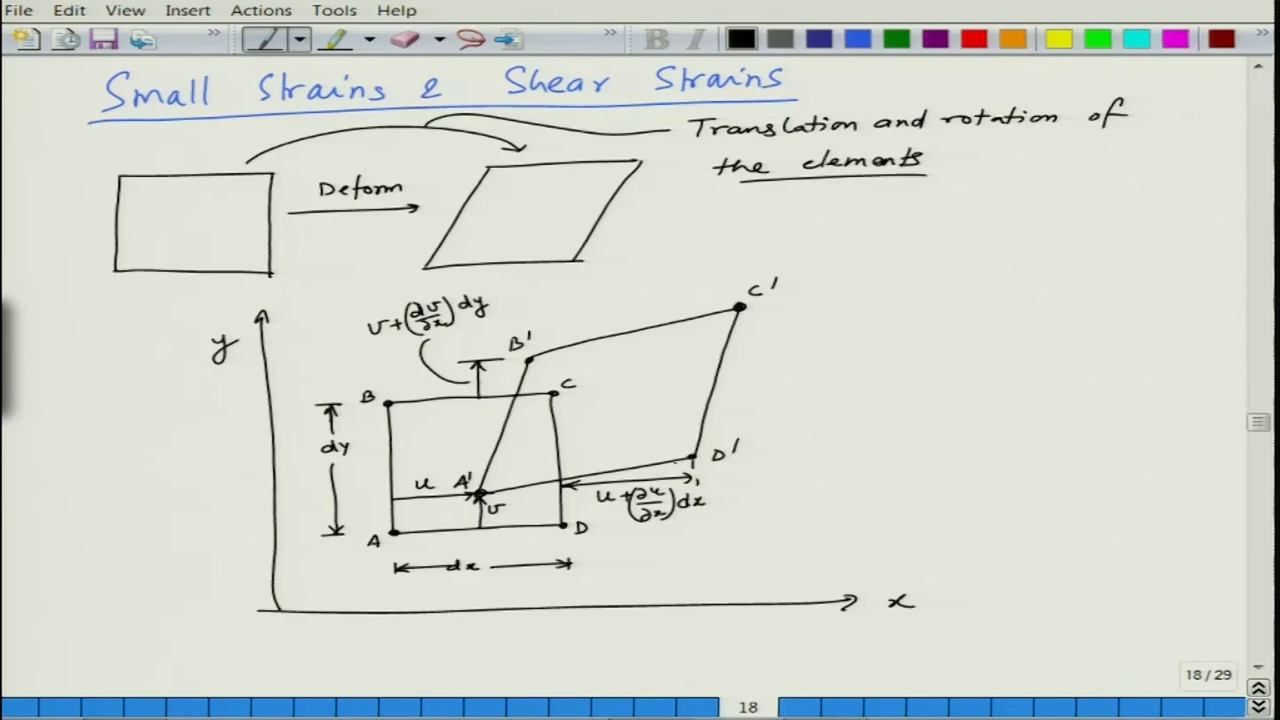 File Edit View Insert Actions Tools Help
B I
Small Strains & Shear Strains
Translation and rotation of
the elements
Deform
v+(∂v/∂x)dy
y
B'
C'
B
C
dy
u
A'
v
D'
u+(∂u/∂x)dx
A
D
dx
x
18 / 29
18